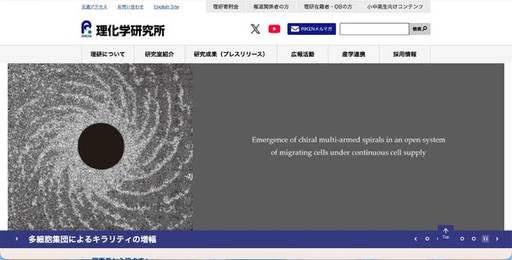 交通アクセス お問い合わせ English Site 理研寄附金 報道関係者の方 理研在籍者・OBの方 小中高生向けコンテンツ
理化学研究所 RIKENメルマガ 検索
理研について 研究室紹介 研究成果（プレスリリース） 広報活動 産学連携 採用情報
Emergence of chiral multi-armed spirals in an open system
of migrating cells under continuous cell supply
Top
多細胞集団によるキラリティの増幅